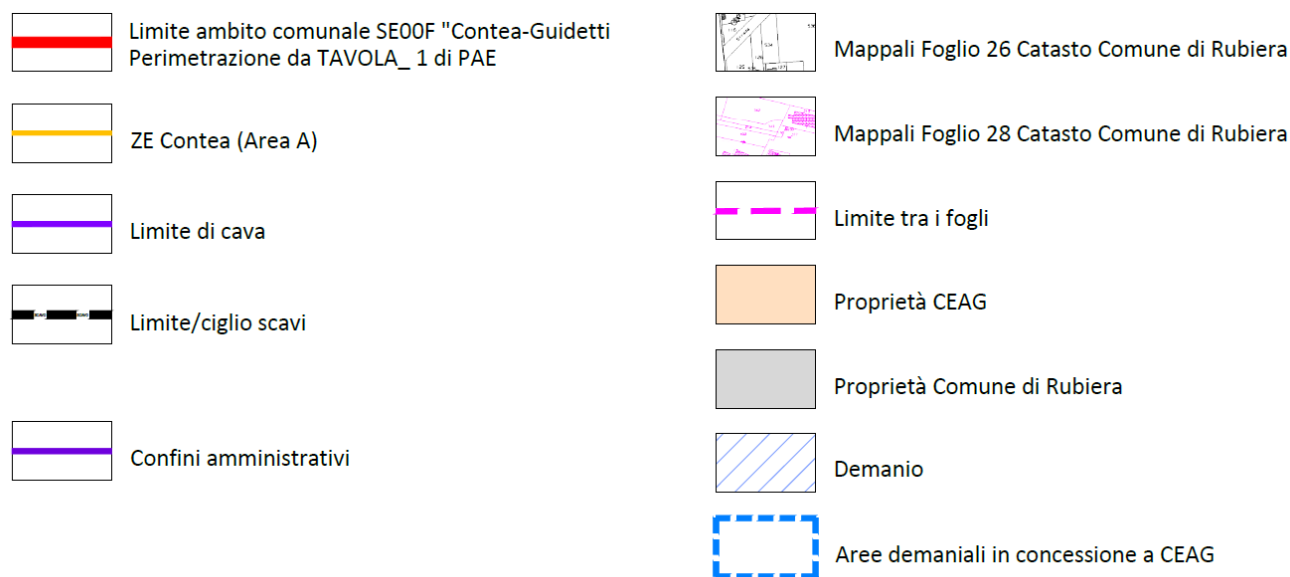 Limite ambito comunale SE00F "Contea-Guidetti
Perimetrazione da TAVOLA_ 1 di PAE
ZE Contea (Area A)
Limite di cava
Limite/ciglio scavi
Confini amministrativi
Mappali Foglio 26 Catasto Comune di Rubiera
Mappali Foglio 28 Catasto Comune di Rubiera
Limite tra i fogli
Proprietà CEAG
Proprietà Comune di Rubiera
Demanio
Aree demaniali in concessione a CEAG